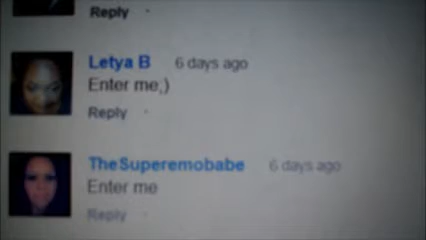 Reply
Letya B 6 days ago
Enter me,)
Reply
TheSuperemobabe 6 days ago
Enter me
Reply